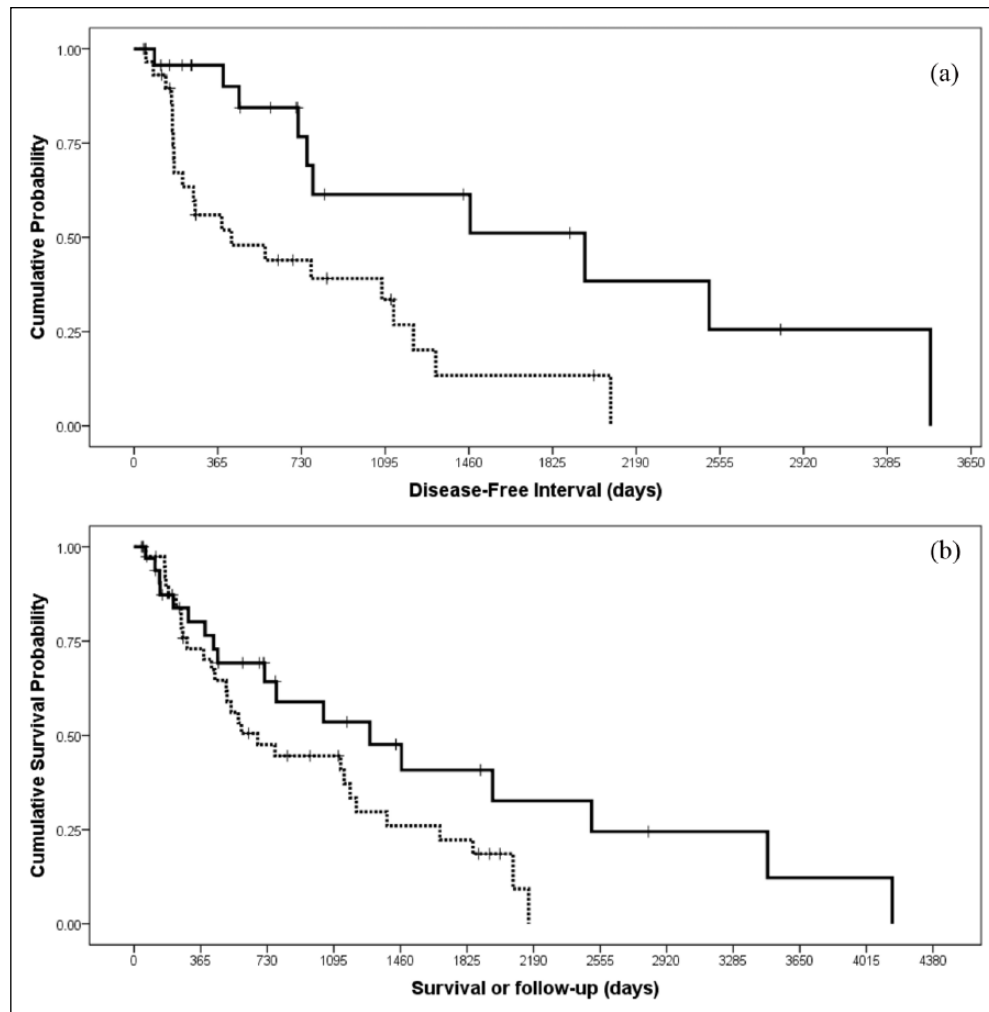 (a)
Cumulative Probability
1.00
0.75
0.50
0.25
0.00
0 365 730 1095 1460 1825 2190 2555 2920 3285 3650
Disease-Free Interval (days)
(b)
Cumulative Survival Probability
1.00
0.75
0.50
0.25
0.00
0 365 730 1095 1460 1825 2190 2555 2920 3285 3650 4015 4380
Survival or follow-up (days)